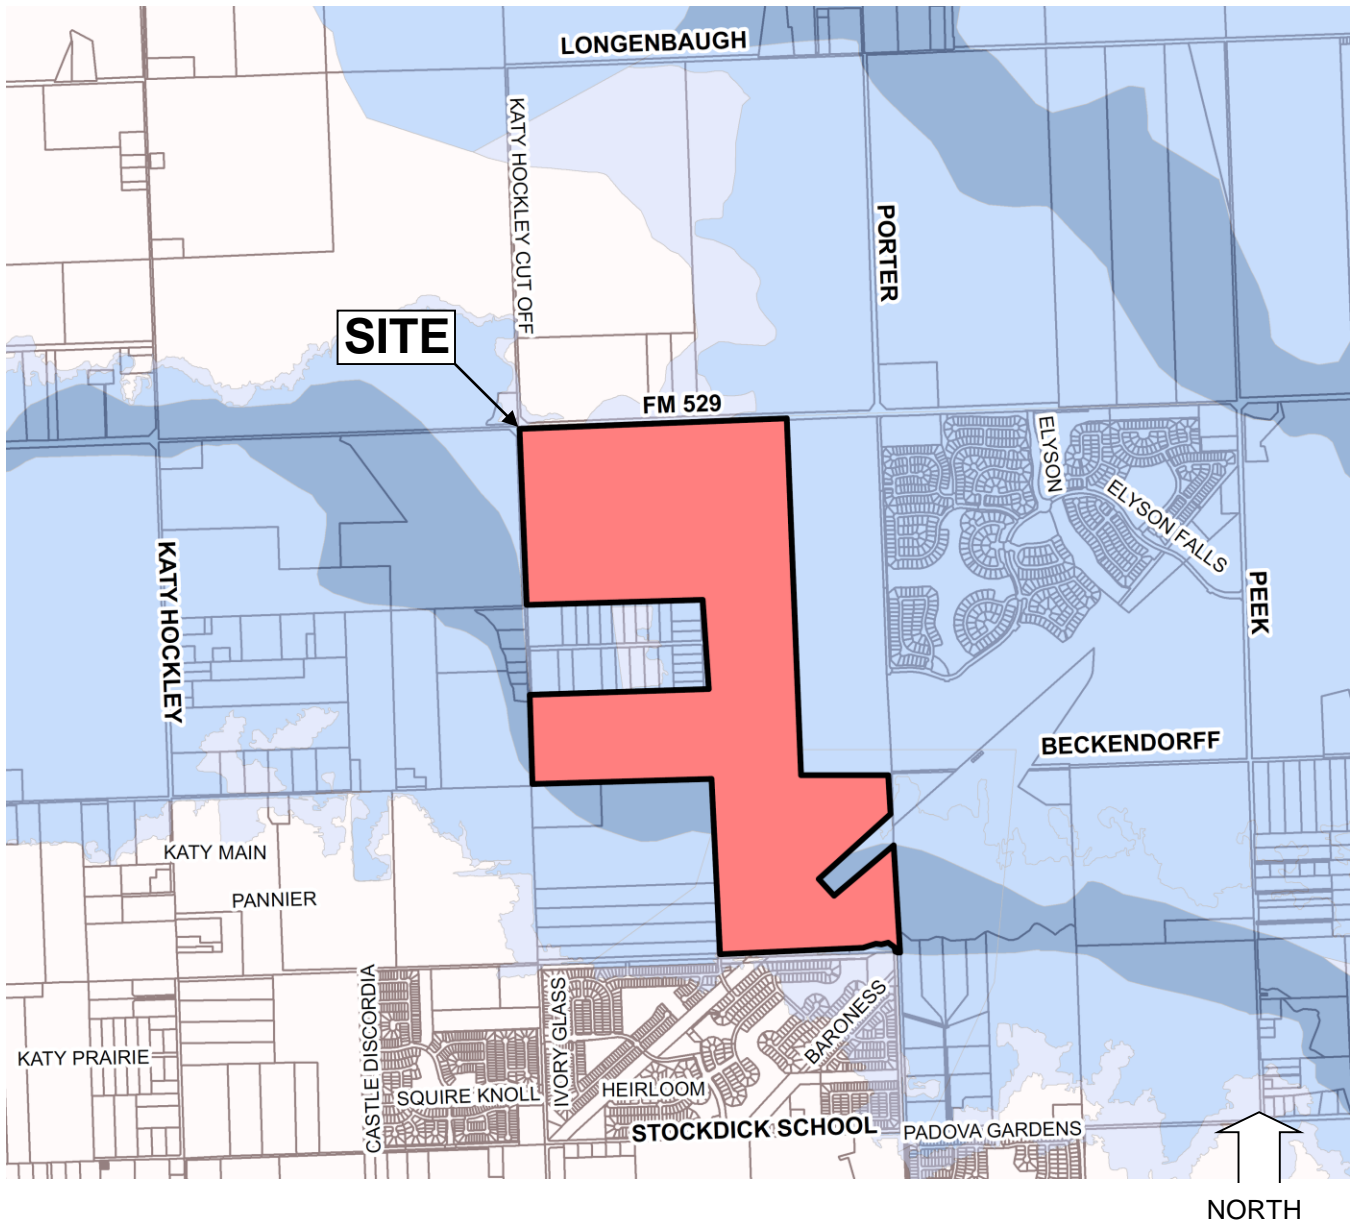 LONGENBAUGH
KATY HOCKLEY CUT OFF
PORTER
SITE
FM 529
ELYSON
ELYSON FALLS
KATY HOCKLEY
PEEK
BECKENDORFF
KATY MAIN
PANNIER
CASTLE DISCORDIA
IVORY GLASS
BARONESS
KATY PRAIRIE
SQUIRE KNOLL
HEIRLOOM
STOCKDICK SCHOOL
PADOVA GARDENS
NORTH